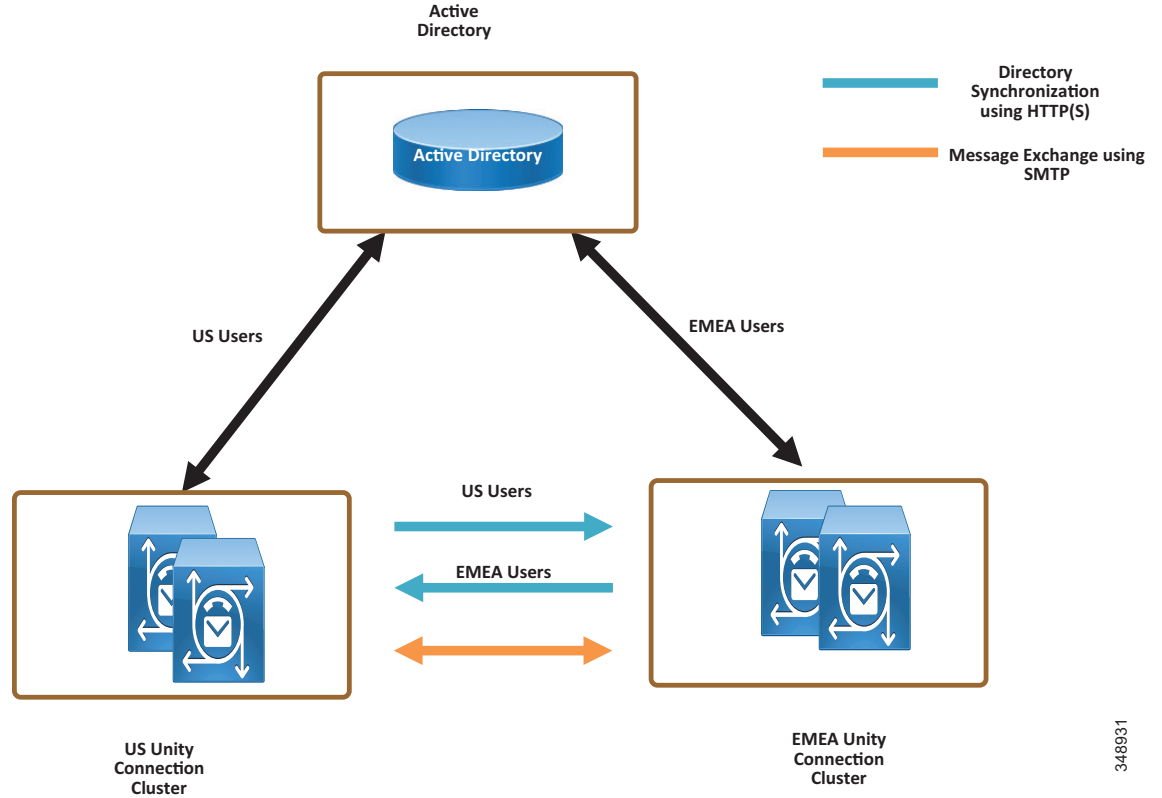 Active
Directory
Active Directory
Directory
Synchronization
using HTTP(S)
Message Exchange using
SMTP
US Users
EMEA Users
US Users
EMEA Users
US Unity
Connection
Cluster
EMEA Unity
Connection
Cluster
348931